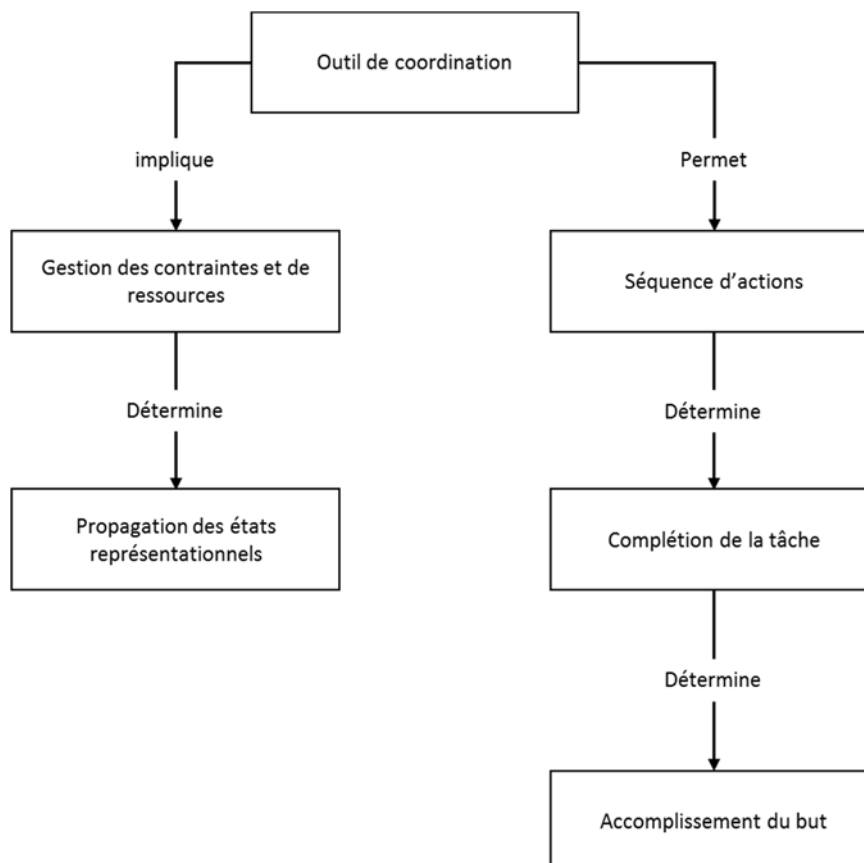 Outil de coordination
implique
Permet
Gestion des contraintes et de
ressources
Séquence d'actions
Détermine
Détermine
Propagation des états
représentationnels
Complétion de la tâche
Détermine
Accomplissement du but